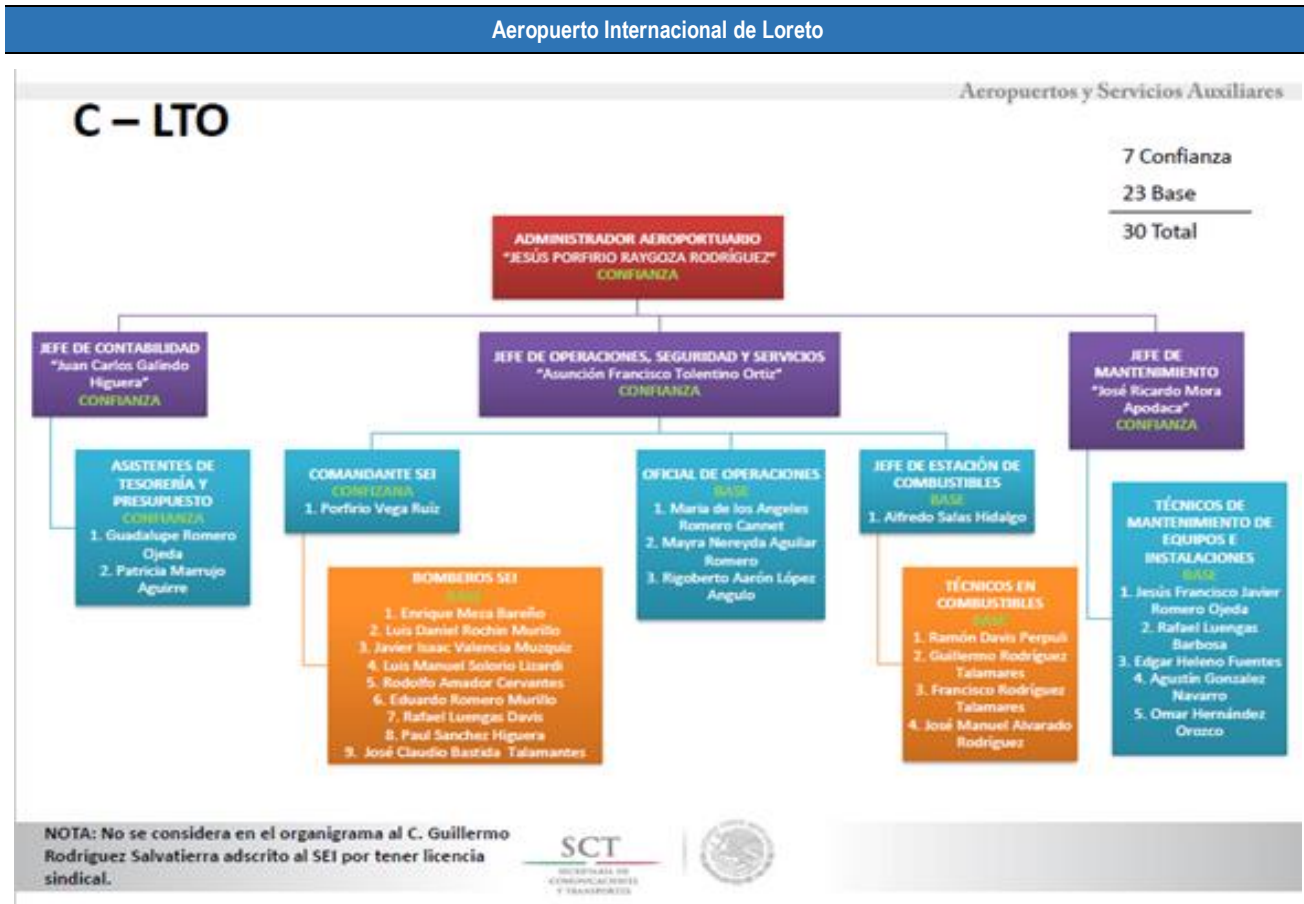 Aeropuerto Internacional de Loreto
Aeropuertos y Servicios Auxiliares
C – LTO
7 Confianza
23 Base
30 Total
ADMINISTRADOR AEROPORTUARIO
"JESÚS PORFIRIO RAYGOZA RODRÍGUEZ"
CONFIANZA
JEFE DE CONTABILIDAD
"Juan Carlos Galindo
Higuera"
CONFIANZA
JEFE DE OPERACIONES, SEGURIDAD Y SERVICIOS
"Asunción Francisco Tolentino Ortiz"
CONFIANZA
JEFE DE
MANTENIMIENTO
"José Ricardo Mora
Apodaca"
CONFIANZA
ASISTENTES DE
TESORERÍA Y
PRESUPUESTO
CONFIANZA
1. Guadalupe Romero
Ojeda
2. Patricia Marrujo
Aguirre
COMANDANTE SEI
CONFIZANA
1. Porfirio Vega Ruiz
OFICIAL DE OPERACIONES
BASE
1. Maria de los Angeles
Romero Cannet
2. Mayra Nereyda Aguilar
Romero
3. Rigoberto Aarón López
Angulo
JEFE DE ESTACIÓN DE
COMBUSTIBLES
BASE
1. Alfredo Salas Hidalgo
BOMBEROS SEI
BASE
1. Enrique Meza Bareño
2. Luis Daniel Rochin Murillo
3. Javier Isaac Valencia Muzquiz
4. Luis Manuel Solorio Lizardi
5. Rodolfo Amador Cervantes
6. Eduardo Romero Murillo
7. Rafael Luengas Davis
8. Paul Sanchez Higuera
9. José Claudio Bastida Talamantes
TÉCNICOS EN
COMBUSTIBLES
BASE
1. Ramón Davis Perpuli
2. Guillermo Rodríguez
Talamares
3. Francisco Rodríguez
Talamares
4. José Manuel Alvarado
Rodríguez
TÉCNICOS DE
MANTENIMIENTO DE
EQUIPOS E
INSTALACIONES
BASE
1. Jesús Francisco Javier
Romero Ojeda
2. Rafael Luengas
Barbosa
3. Edgar Heleno Fuentes
4. Agustin Gonzalez
Navarro
5. Omar Hernández
Orozco
NOTA: No se considera en el organigrama al C. Guillermo
Rodriguez Salvatierra adscrito al SEI por tener licencia
sindical.
SCT
SECRETARÍA DE
COMUNICACIONES
Y TRANSPORTES